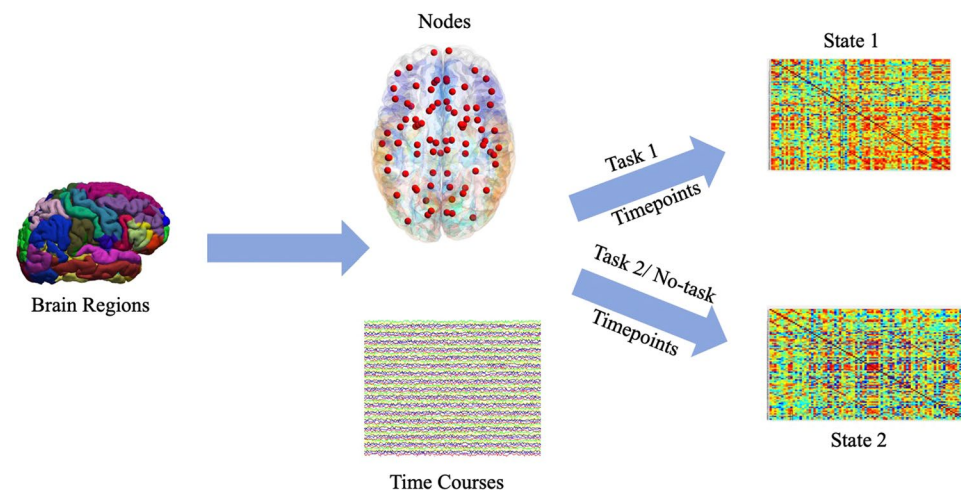 Nodes
State 1
Task 1
Timepoints
Brain Regions
Task 2/ No-task
Timepoints
State 2
Time Courses